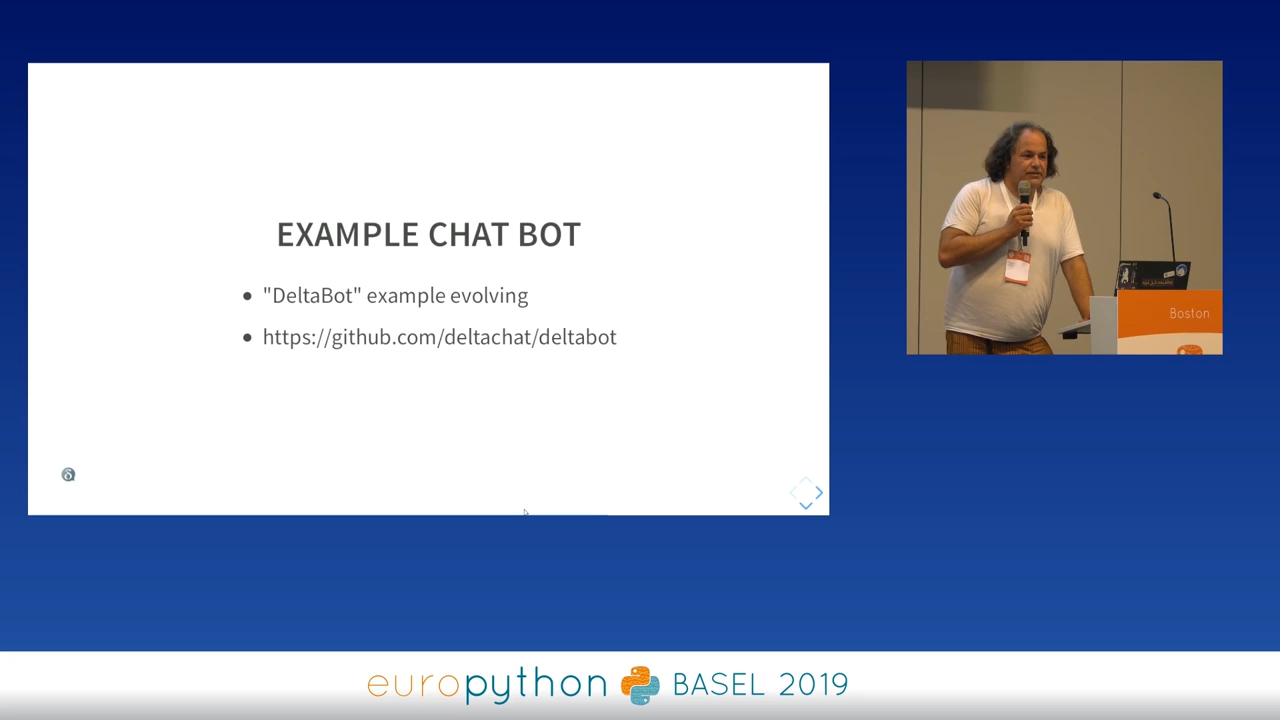 EXAMPLE CHAT BOT
• "DeltaBot" example evolving
• https://github.com/deltachat/deltabot
Boston
europython BASEL 2019